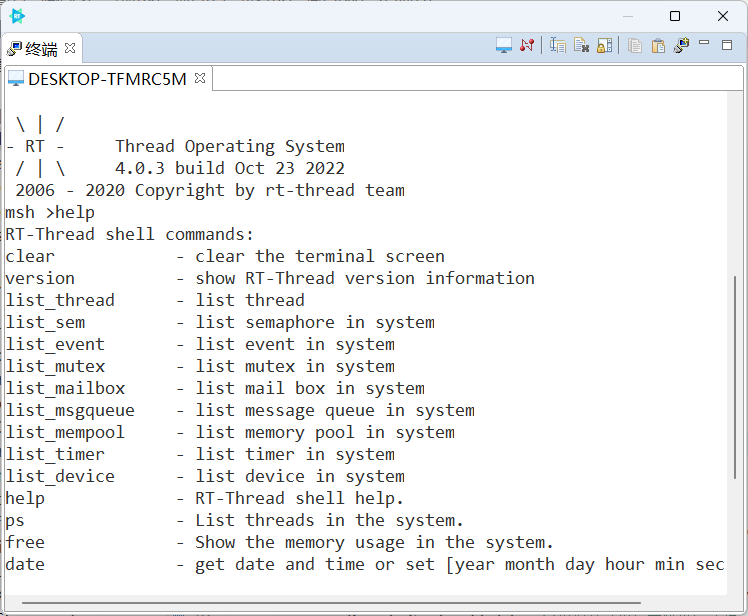 RT
终端
DESKTOP-TFMRC5M
 \ | /
- RT -     Thread Operating System
 / | \     4.0.3 build Oct 23 2022
 2006 - 2020 Copyright by rt-thread team
msh >help
RT-Thread shell commands:
clear            - clear the terminal screen
version          - show RT-Thread version information
list_thread      - list thread
list_sem         - list semaphore in system
list_event       - list event in system
list_mutex       - list mutex in system
list_mailbox     - list mail box in system
list_msgqueue    - list message queue in system
list_mempool     - list memory pool in system
list_timer       - list timer in system
list_device      - list device in system
help             - RT-Thread shell help.
ps               - List threads in the system.
free             - Show the memory usage in the system.
date             - get date and time or set [year month day hour min sec